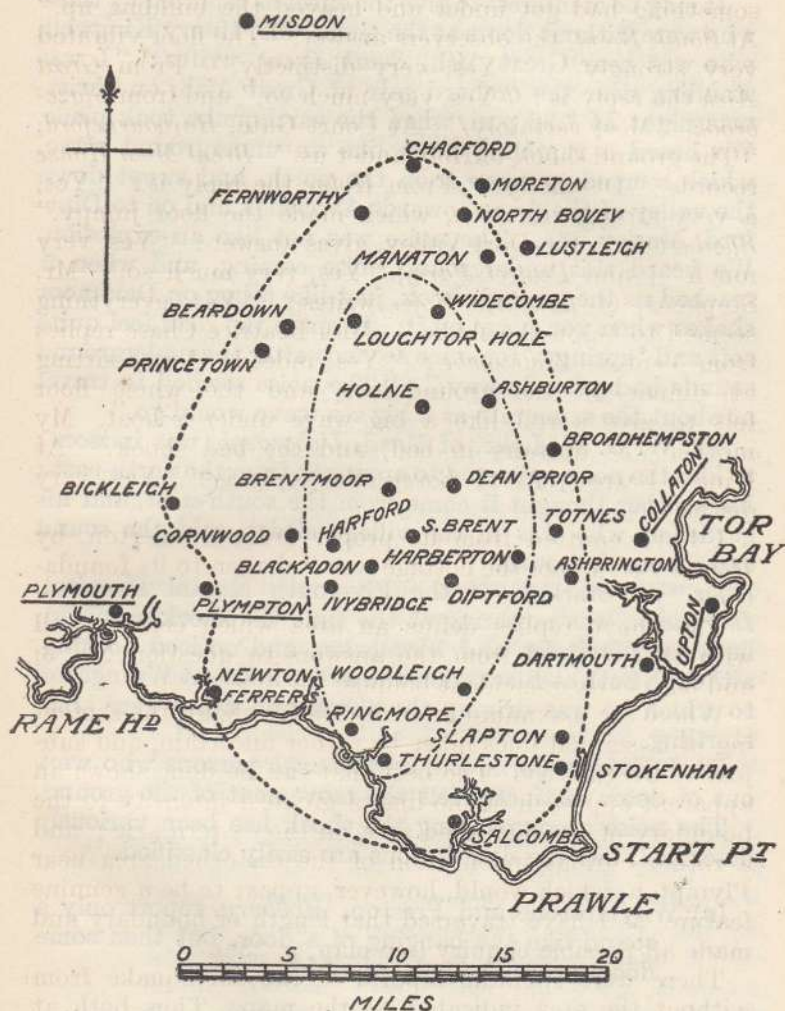 MISDON
CHAGFORD
MORETON
FERNWORTHY
NORTH BOVEY
MANATON
LUSTLEIGH
BEARDOWN
WIDECOMBE
LOUGHTOR HOLE
PRINCETOWN
HOLNE
ASHBURTON
BROADHEMPSTON
BICKLEIGH
BRENTMOOR
DEAN PRIOR
COLLATON
TOR
BAY
CORNWOOD
HARFORD
S. BRENT
TOTNES
BLACKADON
HARBERTON
ASHPRINGTON
PLYMOUTH
PLYMPTON
IVYBRIDGE
DIPTFORD
UPTON
NEWTON
FERRERS
WOODLEIGH
DARTMOUTH
RAME HD
RINGMORE
SLAPTON
THURLESTONE
STOKENHAM
SALCOMBE
START PT
PRAWLE
0 5 10 15 20
MILES